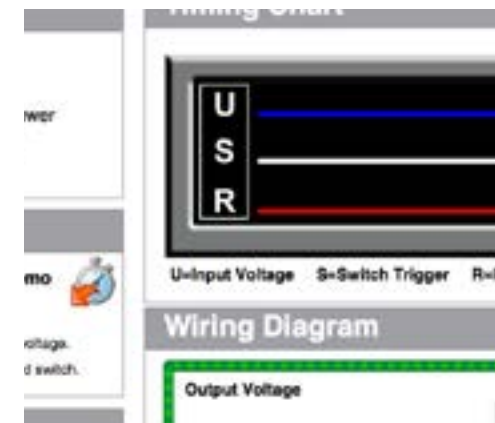 Timing Chart
wer
U
S
R
mo
U=Input Voltage S=Switch Trigger R=
oltage.
d switch.
Wiring Diagram
Output Voltage